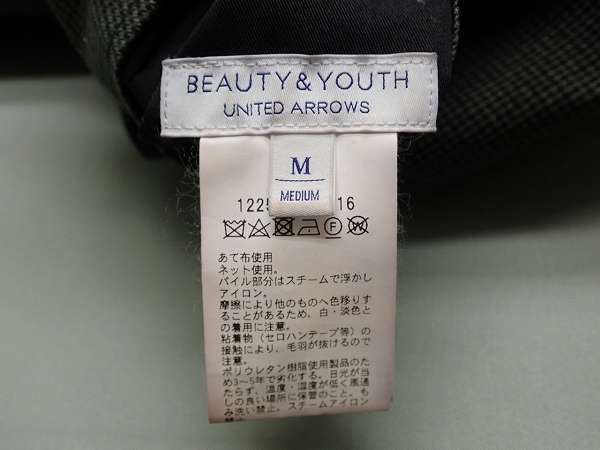 BEAUTY&YOUTH
UNITED ARROWS
M
MEDIUM
1225 16
F
W
あて布使用
ネット使用。
パイル部分はスチームで浮かし
アイロン。
摩擦により他のものへ色移りす
ることがあるため、白・淡色と
の着用に注意。
粘着物（セロハンテープ等）の
接触により、毛羽が抜けるので
注意。
ポリウレタン樹脂使用製品のた
め3～5年で劣化する。日光が当
たらず、温度・湿度が低く風通
しの良い場所に保管のこと。も
み洗い禁止。スチームアイロン